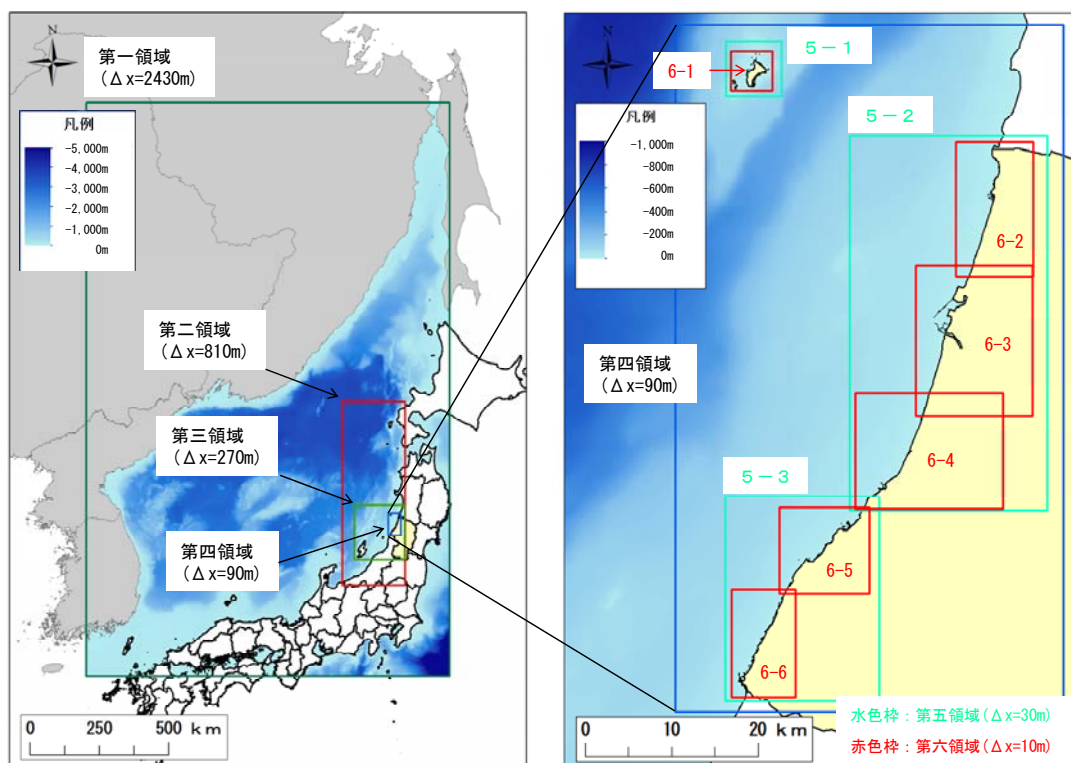 N
第一領域
(Δx=2430m)
凡例
-5,000m
-4,000m
-3,000m
-2,000m
-1,000m
0m
第二領域
(Δx=810m)
第三領域
(Δx=270m)
第四領域
(Δx=90m)
0 250 500
km
N
5-1
6-1
5-2
凡例
-1,000m
-800m
-600m
-400m
-200m
0m
6-2
6-3
第四領域
(Δx=90m)
6-4
5-3
6-5
6-6
水色枠：第五領域(Δx=30m)
赤色枠：第六領域(Δx=10m)
0 10 20
km